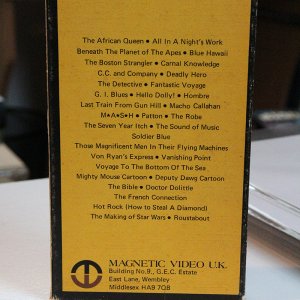 The African Queen • All In A Night's Work
Beneath The Planet of The Apes • Blue Hawaii
The Boston Strangler • Carnal Knowledge
C.C. and Company • Deadly Hero
The Detective • Fantastic Voyage
G. I. Blues • Hello Dolly! • Hombre
Last Train From Gun Hill • Macho Callahan
M•A•S•H • Patton • The Robe
The Seven Year Itch • The Sound of Music
Soldier Blue
Those Magnificent Men In Their Flying Machines
Von Ryan's Express • Vanishing Point
Voyage To The Bottom Of The Sea
Mighty Mouse Cartoon • Deputy Dawg Cartoon
The Bible • Doctor Dolittle
The French Connection
Hot Rock (How to Steal A Diamond)
The Making of Star Wars • Roustabout
MAGNETIC VIDEO U.K.
Building No.9, G.E.C. Estate
East Lane, Wembley
Middlesex HA9 7QB